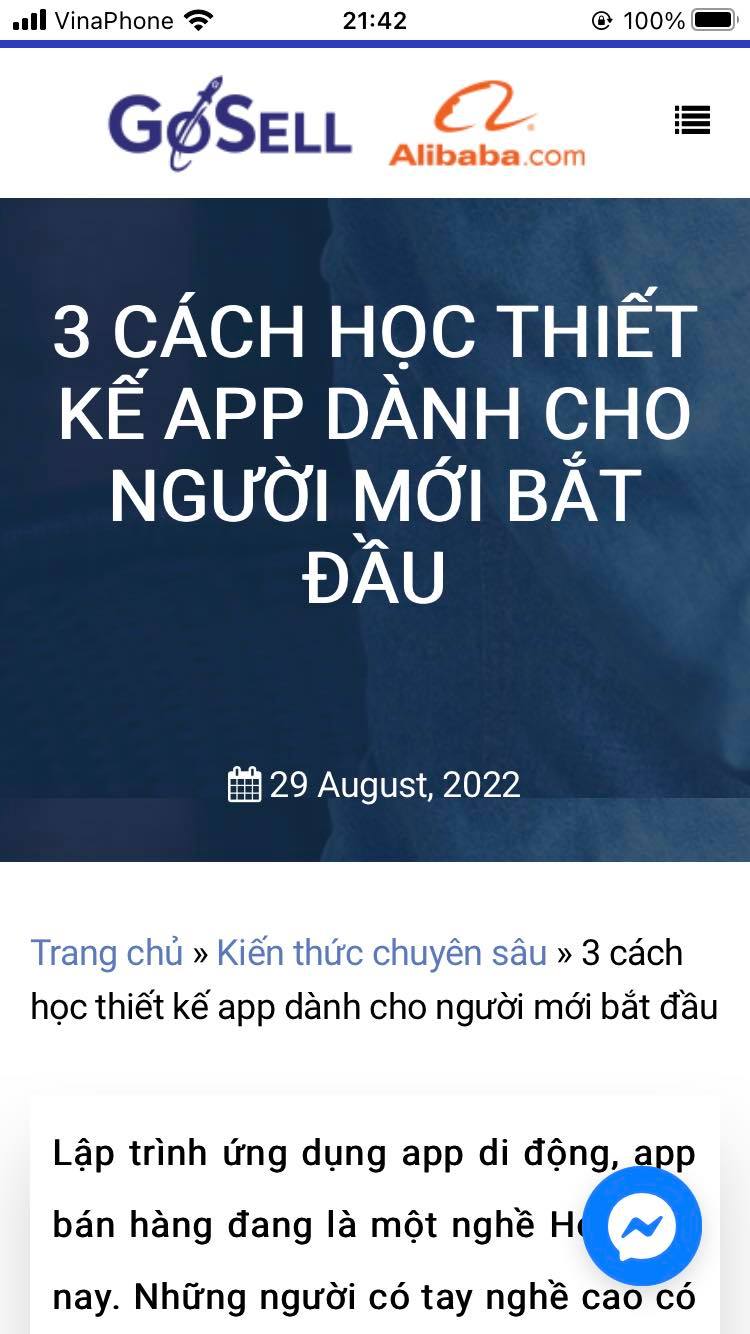 VinaPhone 21:42 100%
GoSELL Alibaba.com
3 CÁCH HỌC THIẾT
KẾ APP DÀNH CHO
NGƯỜI MỚI BẮT
ĐẦU
29 August, 2022
Trang chủ » Kiến thức chuyên sâu » 3 cách
học thiết kế app dành cho người mới bắt đầu
Lập trình ứng dụng app di động, app
bán hàng đang là một nghề
nay. Những người có tay nghề cao có